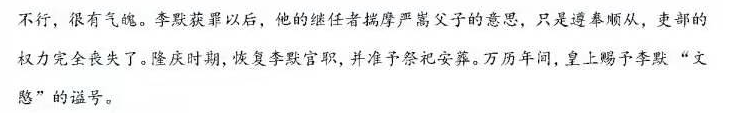 不行，很有气魄。李默获罪以后，他的继任者揣摩严嵩父子的意思，只是遵奉顺从，吏部的
权力完全丧失了。隆庆时期，恢复李默官职，并准予祭祀安葬。万历年间，皇上赐予李默“文
愍”的谥号。